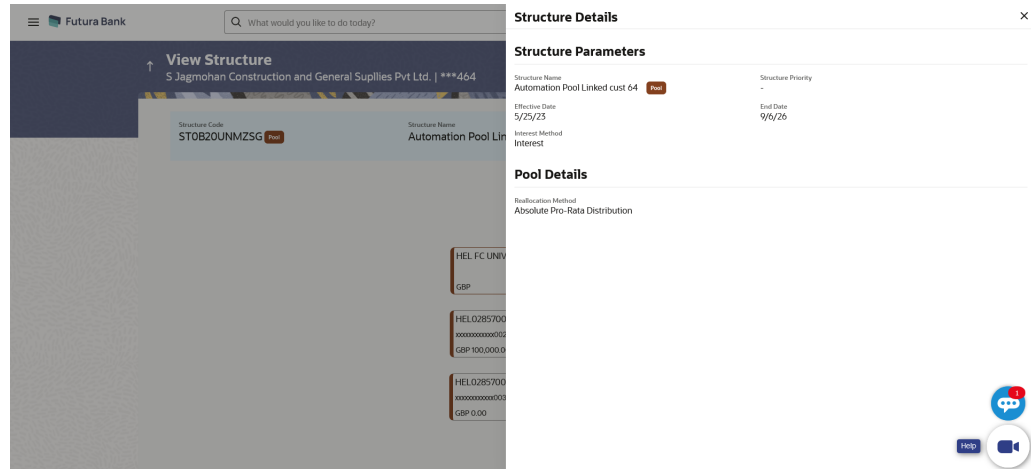 Futura Bank
What would you like to do today?
View Structure
S Jagmohan Construction and General Supllies Pvt Ltd. | ***464
Structure Code
ST0B20UNMZSG Pool
Structure Name
Automation Pool Lin
HEL FC UNIV
GBP
HEL0285700
xxxxxxxxxxxx002
GBP 100,000.0
HEL0285700
xxxxxxxxxxxx003
GBP 0.00
Structure Details
Structure Parameters
Structure Name
Automation Pool Linked cust 64 Pool
Structure Priority
-
Effective Date
5/25/23
End Date
9/6/26
Interest Method
Interest
Pool Details
Reallocation Method
Absolute Pro-Rata Distribution
1
Help